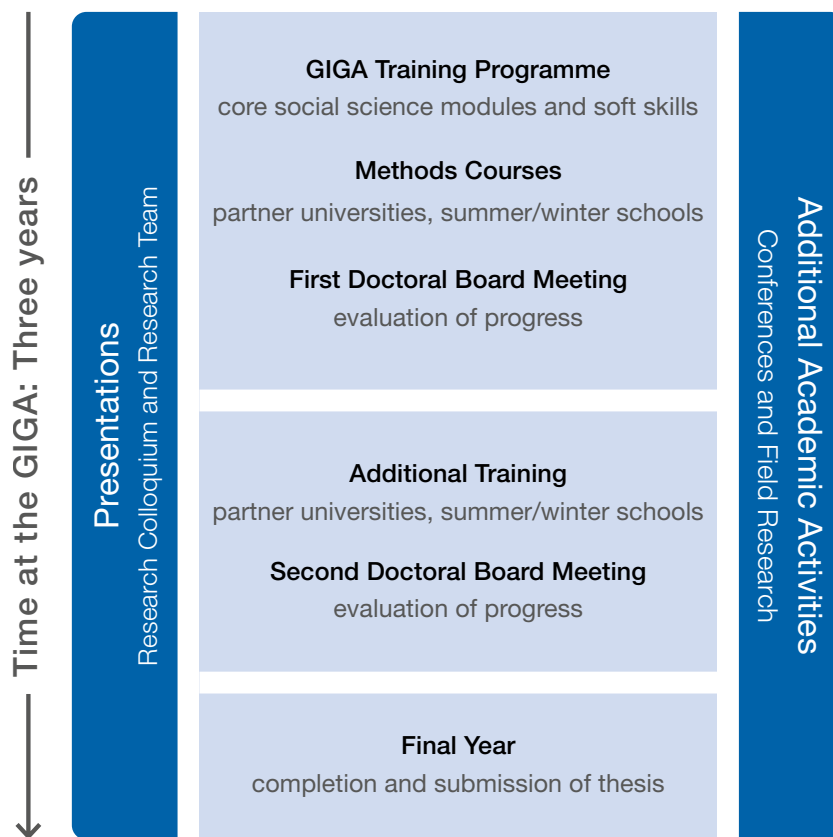 Time at the GIGA: Three years
Presentations
Research Colloquium and Research Team
GIGA Training Programme
core social science modules and soft skills
Methods Courses
partner universities, summer/winter schools
First Doctoral Board Meeting
evaluation of progress
Additional Training
partner universities, summer/winter schools
Second Doctoral Board Meeting
evaluation of progress
Final Year
completion and submission of thesis
Additional Academic Activities
Conferences and Field Research